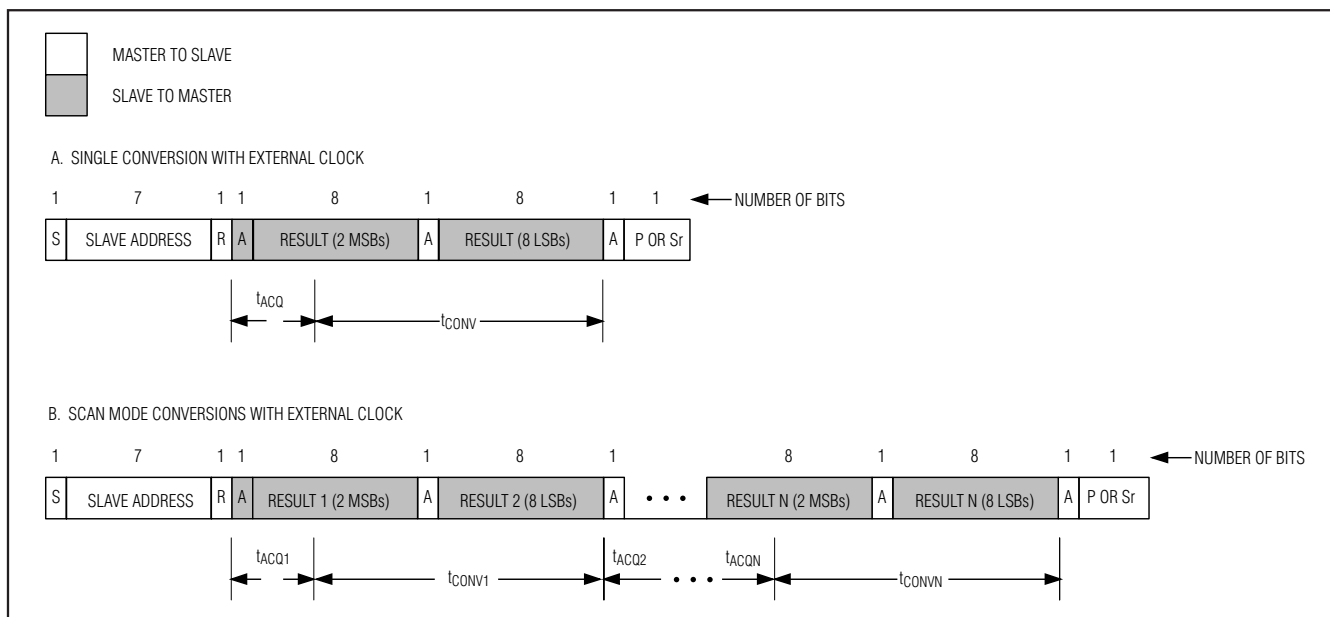 MASTER TO SLAVE
SLAVE TO MASTER
A. SINGLE CONVERSION WITH EXTERNAL CLOCK
1 7 1 1 8 1 8 1 1 NUMBER OF BITS
S SLAVE ADDRESS R A RESULT (2 MSBs) A RESULT (8 LSBs) A P OR Sr
tACQ
tCONV
B. SCAN MODE CONVERSIONS WITH EXTERNAL CLOCK
1 7 1 1 8 1 8 1 8 1 8 1 1 NUMBER OF BITS
S SLAVE ADDRESS R A RESULT 1 (2 MSBs) A RESULT 2 (8 LSBs) A • • • RESULT N (2 MSBs) A RESULT N (8 LSBs) A P OR Sr
tACQ1 tACQ2 tACQN
tCONV1 • • • tCONVN